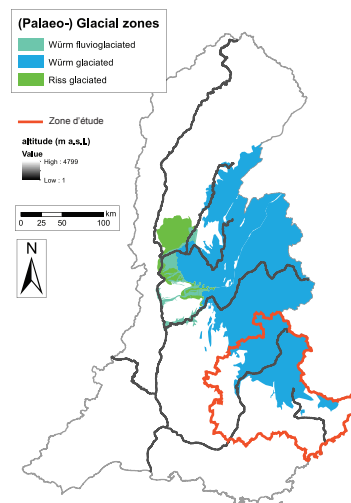 (Palaeo-) Glacial zones
Würm fluvioglaciated
Würm glaciated
Riss glaciated
Zone d'étude
altitude (m a.s.l.)
Value
High : 4799
Low : 1
km
0 25 50 100
N